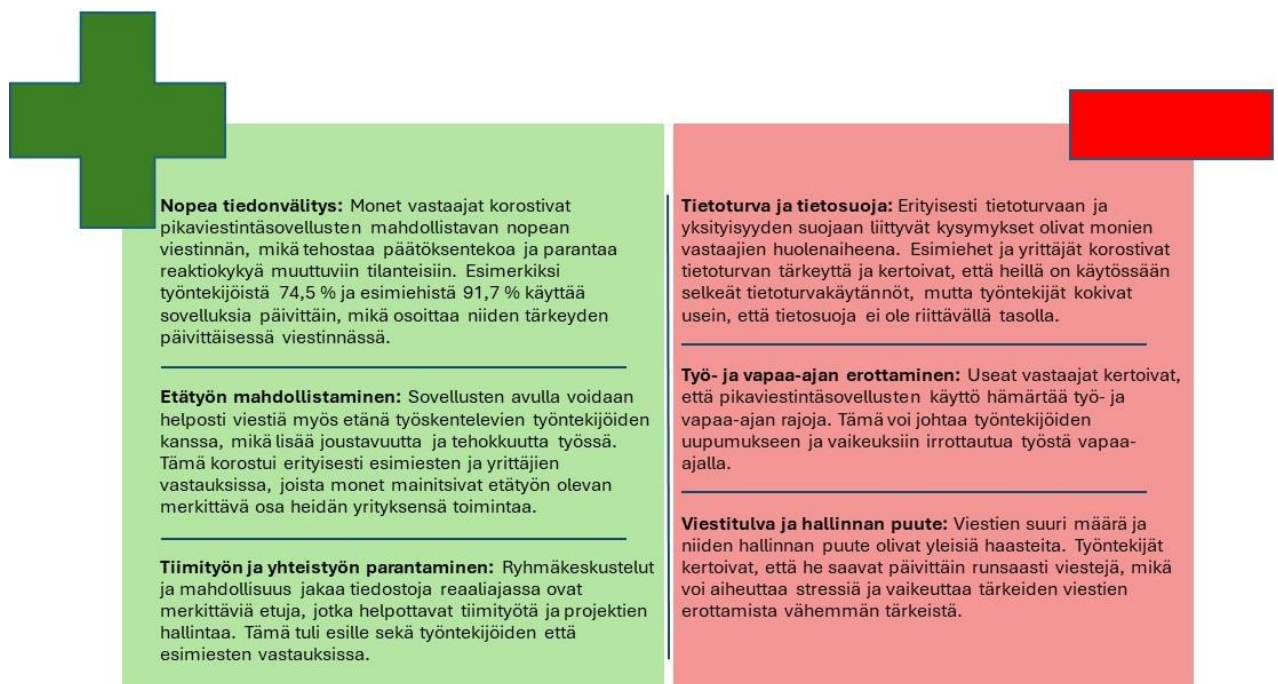 Nopea tiedonvälitys: Monet vastaajat korostivat
pikaviestintäsovellusten mahdollistavan nopean
viestinnän, mikä tehostaa päätöksentekoa ja parantaa
reaktiokykyä muuttuviin tilanteisiin. Esimerkiksi
työntekijöistä 74,5 % ja esimiehistä 91,7 % käyttää
sovelluksia päivittäin, mikä osoittaa niiden tärkeyden
päivittäisessä viestinnässä.
Etätyön mahdollistaminen: Sovellusten avulla voidaan
helposti viestiä myös etänä työskentelevien työntekijöiden
kanssa, mikä lisää joustavuutta ja tehokkuutta työssä.
Tämä korostui erityisesti esimiesten ja yrittäjien
vastauksissa, joista monet mainitsivat etätyön olevan
merkittävä osa heidän yrityksensä toimintaa.
Tiimityön ja yhteistyön parantaminen: Ryhmäkeskustelut
ja mahdollisuus jakaa tiedostoja reaaliajassa ovat
merkittäviä etuja, jotka helpottavat tiimityötä ja projektien
hallintaa. Tämä tuli esille sekä työntekijöiden että
esimiesten vastauksissa.
Tietoturva ja tietosuoja: Erityisesti tietoturvaan ja
yksityisyyden suojaan liittyvät kysymykset olivat monien
vastaajien huolenaiheena. Esimiehet ja yrittäjät korostivat
tietoturvan tärkeyttä ja kertoivat, että heillä on käytössään
selkeät tietoturvakäytännöt, mutta työntekijät kokivat
usein, että tietosuoja ei ole riittävällä tasolla.
Työ- ja vapaa-ajan erottaminen: Useat vastaajat kertoivat,
että pikaviestintäsovellusten käyttö hämärtää työ- ja
vapaa-ajan rajoja. Tämä voi johtaa työntekijöiden
uupumukseen ja vaikeuksiin irrottautua työstä vapaa-
ajalla.
Viestitulva ja hallinnan puute: Viestien suuri määrä ja
niiden hallinnan puute olivat yleisiä haasteita. Työntekijät
kertoivat, että he saavat päivittäin runsaasti viestejä, mikä
voi aiheuttaa stressiä ja vaikeuttaa tärkeiden viestien
erottamista vähemmän tärkeistä.